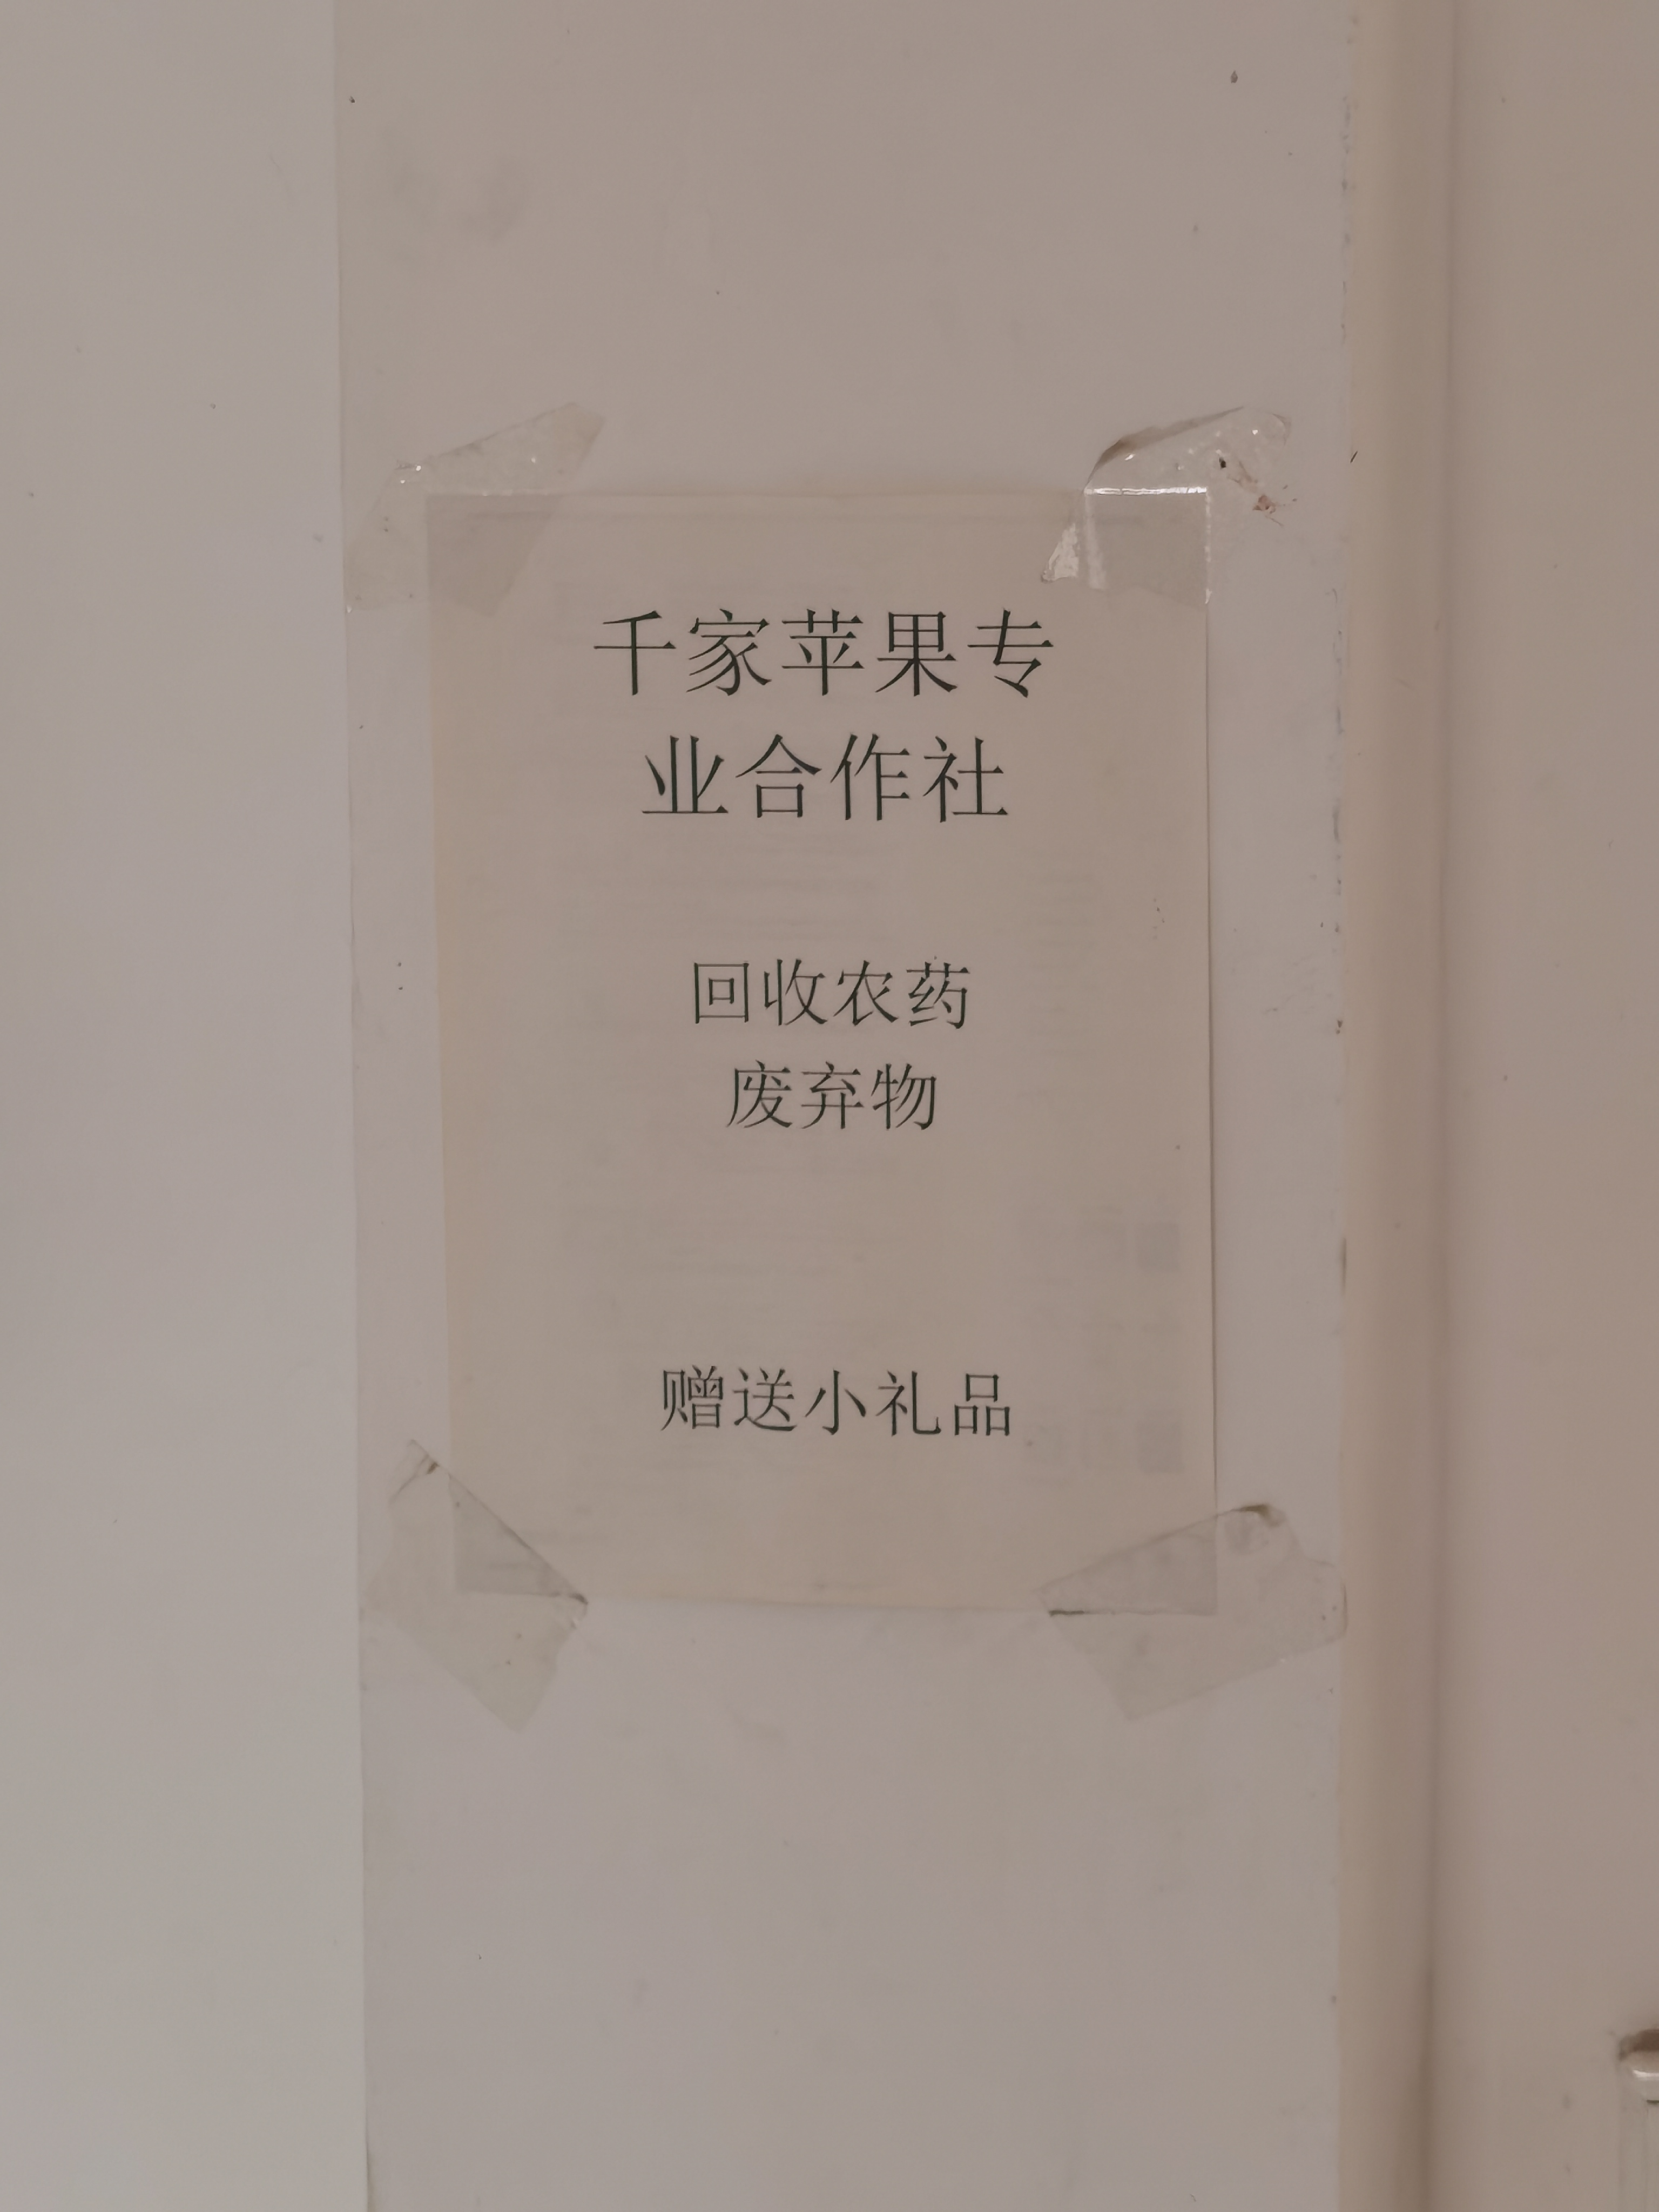 千家苹果专
业合作社
回收农药
废弃物
赠送小礼品